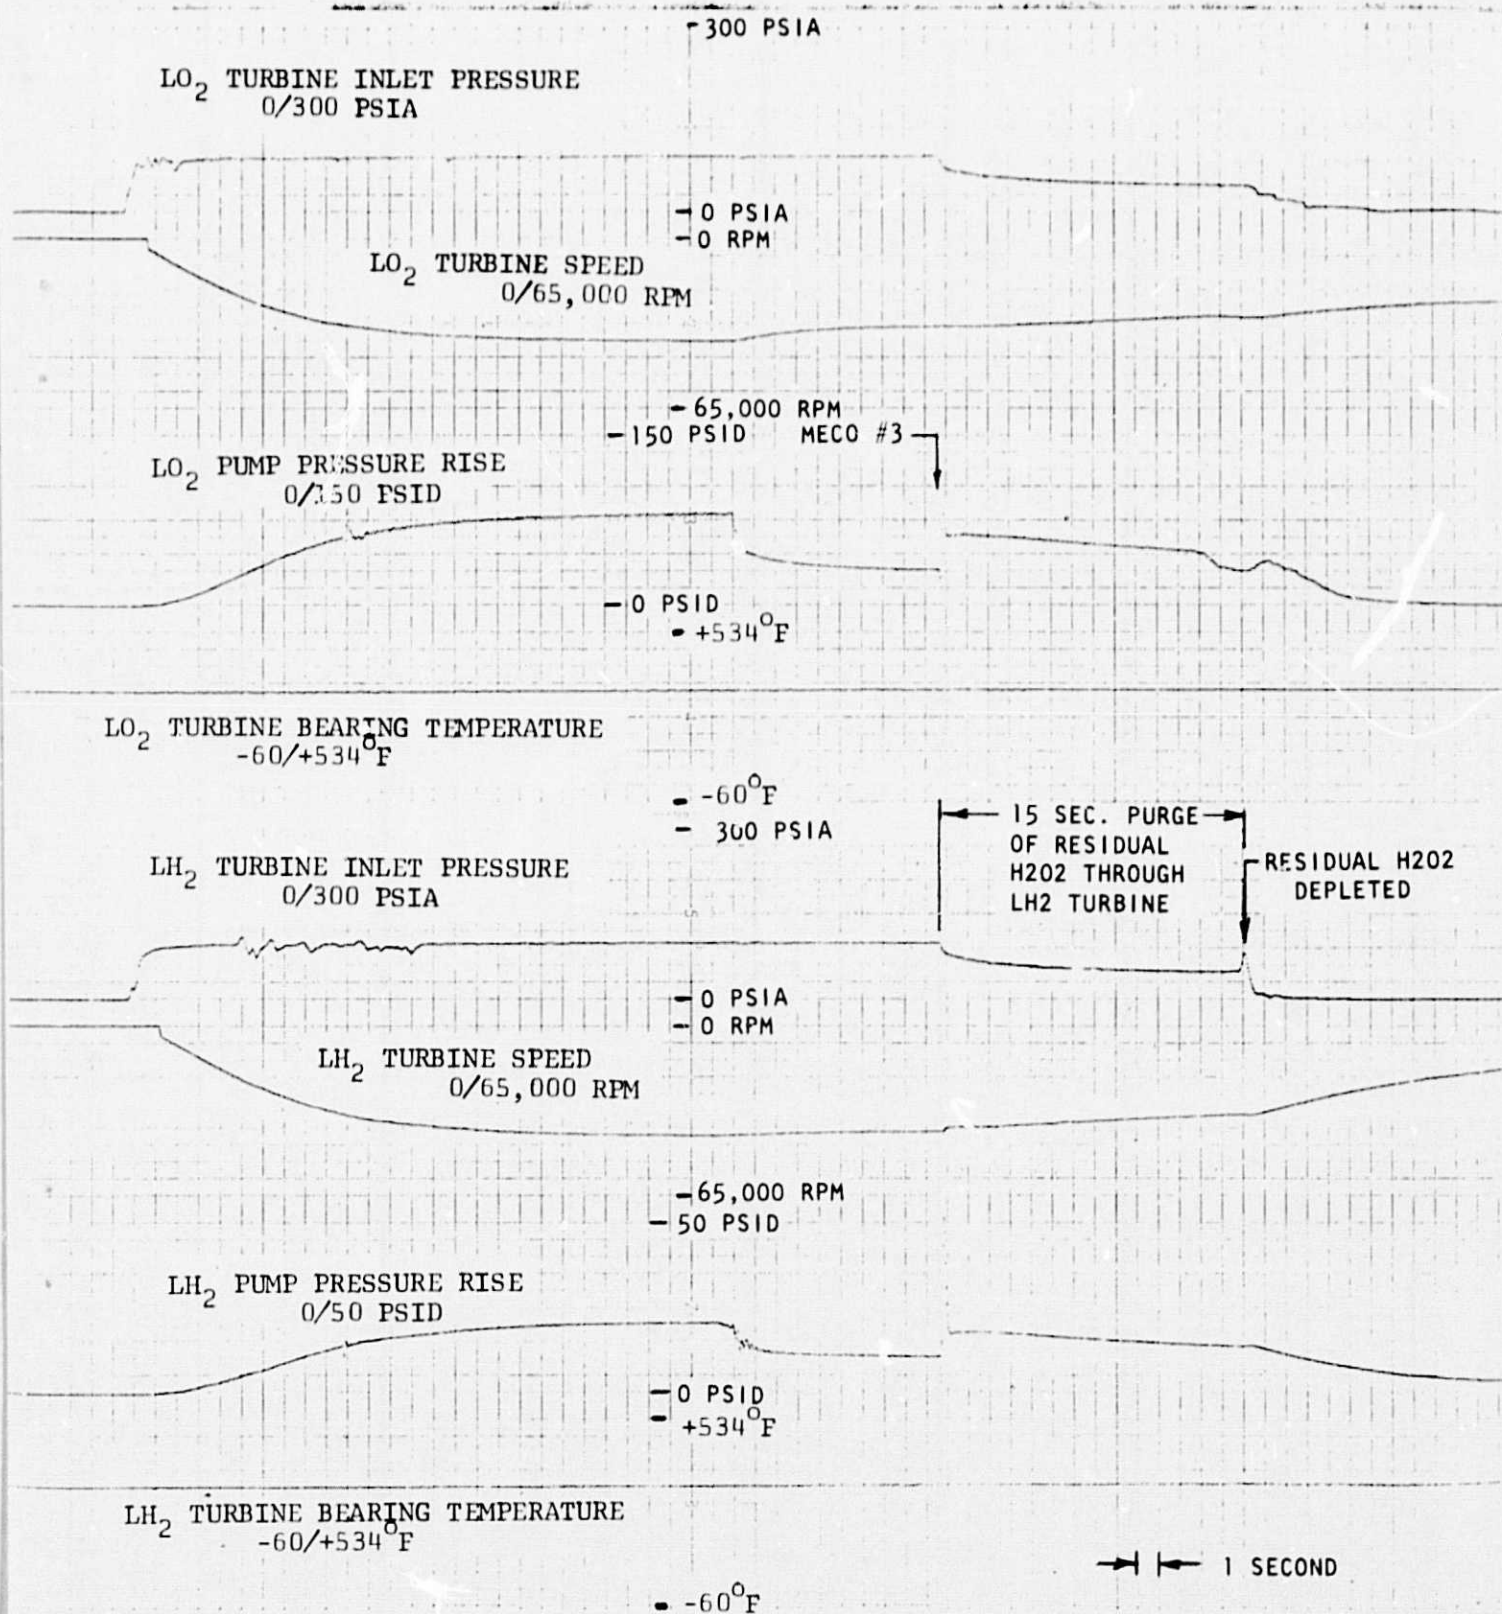 300 PSIA
LO2 TURBINE INLET PRESSURE
0/300 PSIA
0 PSIA
0 RPM
LO2 TURBINE SPEED
0/65,000 RPM
65,000 RPM
150 PSID MECO #3
LO2 PUMP PRESSURE RISE
0/150 PSID
0 PSID
+534°F
LO2 TURBINE BEARING TEMPERATURE
-60/+534°F
-60°F
300 PSIA
15 SEC. PURGE
OF RESIDUAL
H2O2 THROUGH
LH2 TURBINE
RESIDUAL H2O2
DEPLETED
LH2 TURBINE INLET PRESSURE
0/300 PSIA
0 PSIA
0 RPM
LH2 TURBINE SPEED
0/65,000 RPM
65,000 RPM
50 PSID
LH2 PUMP PRESSURE RISE
0/50 PSID
0 PSID
+534°F
LH2 TURBINE BEARING TEMPERATURE
-60/+534°F
1 SECOND
-60°F